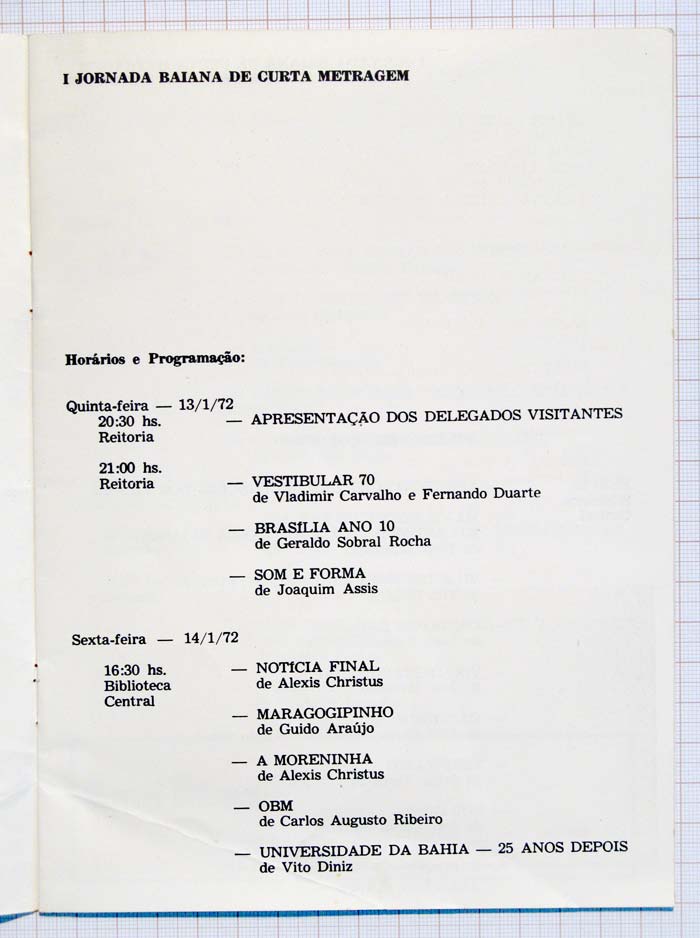 I JORNADA BAIANA DE CURTA METRAGEM
Horários e Programação:
Quinta-feira — 13/1/72
20:30 hs. — APRESENTAÇÃO DOS DELEGADOS VISITANTES
Reitoria
21:00 hs.
Reitoria — VESTIBULAR 70
de Vladimir Carvalho e Fernando Duarte
— BRASÍLIA ANO 10
de Geraldo Sobral Rocha
— SOM E FORMA
de Joaquim Assis
Sexta-feira — 14/1/72
16:30 hs. — NOTÍCIA FINAL
Biblioteca de Alexis Christus
Central
— MARAGOGIPINHO
de Guido Araújo
— A MORENINHA
de Alexis Christus
— OBM
de Carlos Augusto Ribeiro
— UNIVERSIDADE DA BAHIA — 25 ANOS DEPOIS
de Vito Diniz